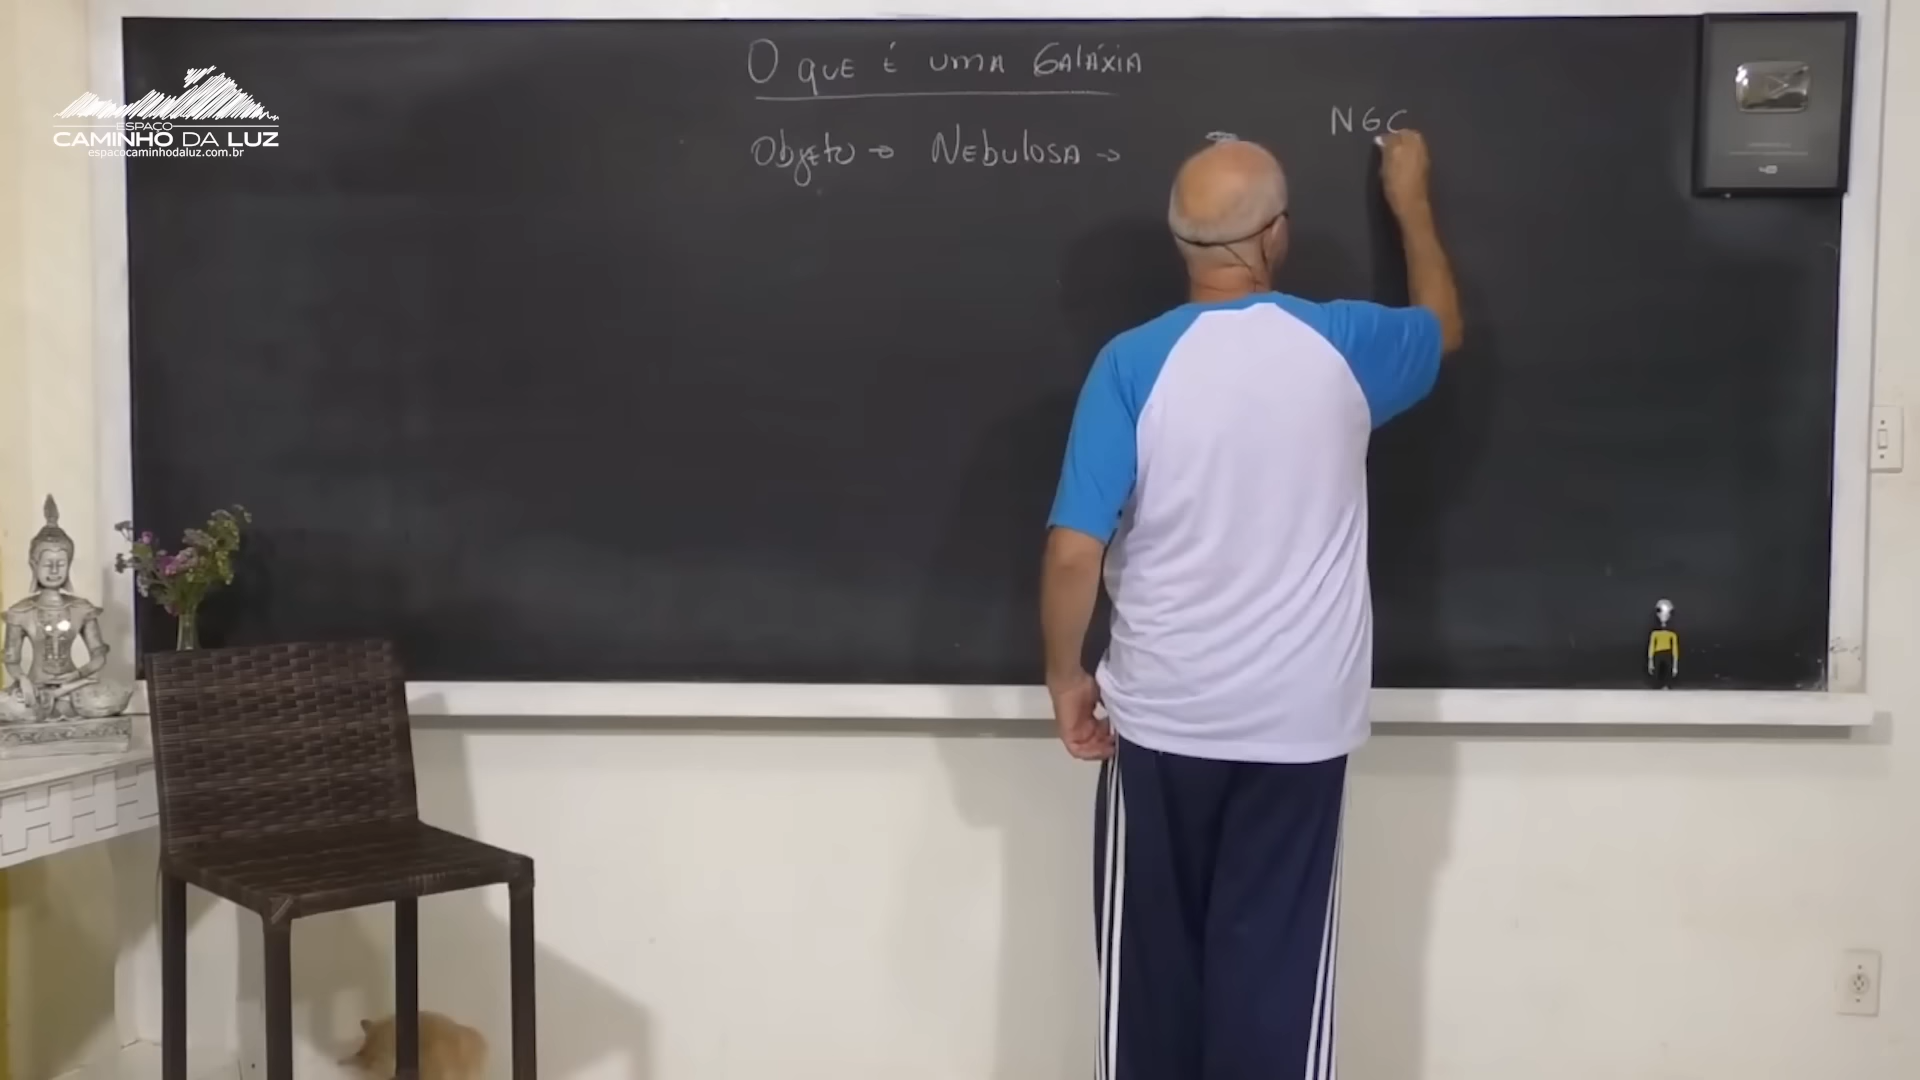 ESPAÇO
CAMINHO DA LUZ
espacocaminhodaluz.com.br
O QUE É UMA GALÁXIA
Objeto → NEBULOSA →
NGC